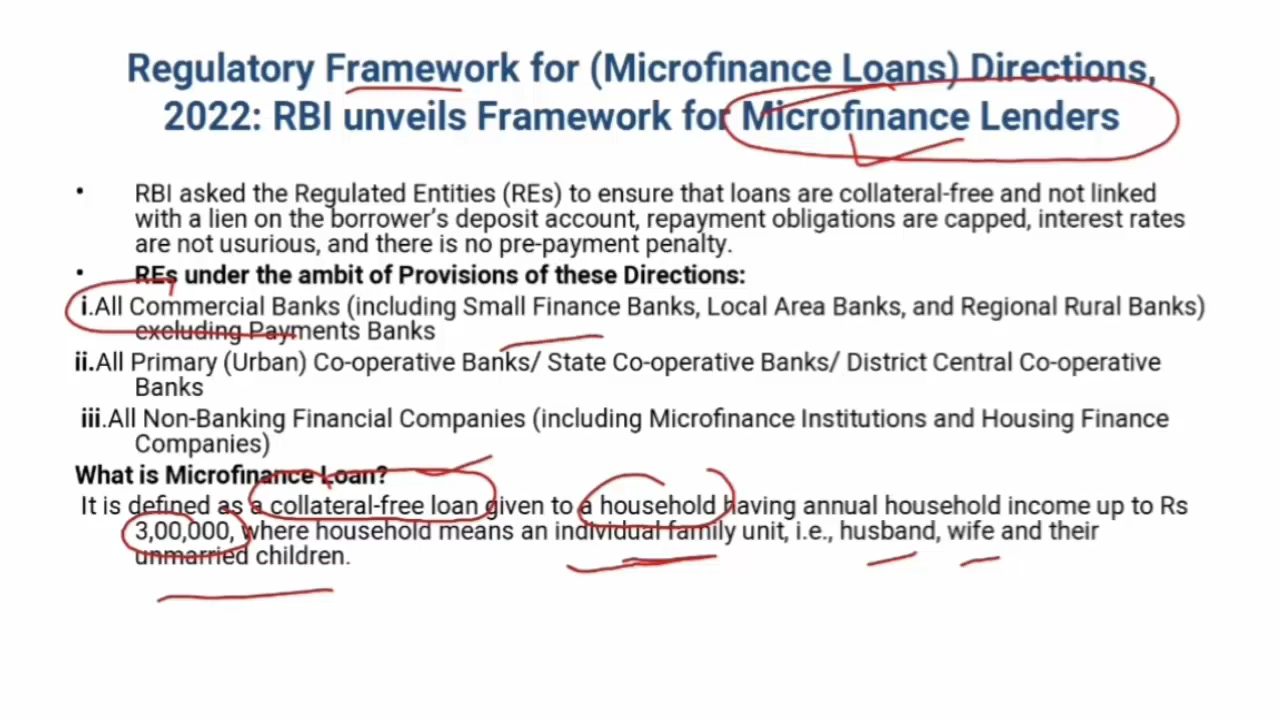 Regulatory Framework for (Microfinance Loans) Directions,
2022: RBI unveils Framework for Microfinance Lenders
• RBI asked the Regulated Entities (REs) to ensure that loans are collateral-free and not linked
with a lien on the borrower's deposit account, repayment obligations are capped, interest rates
are not usurious, and there is no pre-payment penalty.
• REs under the ambit of Provisions of these Directions:
i.All Commercial Banks (including Small Finance Banks, Local Area Banks, and Regional Rural Banks)
excluding Payments Banks
ii.All Primary (Urban) Co-operative Banks/ State Co-operative Banks/ District Central Co-operative
Banks
iii.All Non-Banking Financial Companies (including Microfinance Institutions and Housing Finance
Companies)
What is Microfinance Loan?
It is defined as a collateral-free loan given to a household having annual household income up to Rs
3,00,000, where household means an individual family unit, i.e., husband, wife and their
unmarried children.